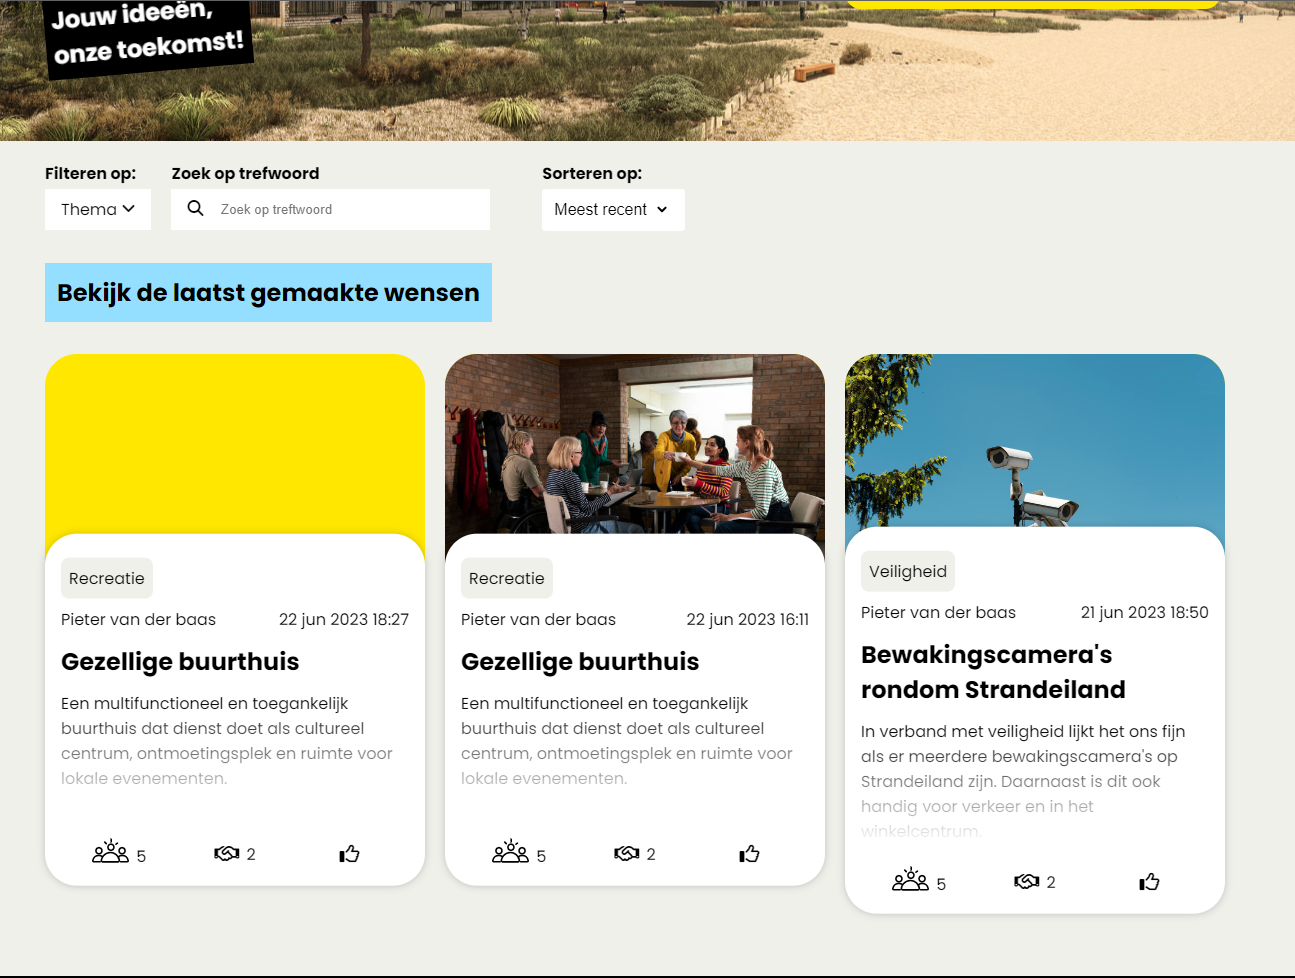 Jouw ideeën,
onze toekomst!
Filteren op:
Zoek op trefwoord
Sorteren op:
Thema
Zoek op treftwoord
Meest recent
Bekijk de laatst gemaakte wensen
Recreatie
Pieter van der baas
22 jun 2023 18:27
Gezellige buurthuis
Een multifunctioneel en toegankelijk
buurthuis dat dienst doet als cultureel
centrum, ontmoetingsplek en ruimte voor
lokale evenementen.
5
2
Recreatie
Pieter van der baas
22 jun 2023 16:11
Gezellige buurthuis
Een multifunctioneel en toegankelijk
buurthuis dat dienst doet als cultureel
centrum, ontmoetingsplek en ruimte voor
lokale evenementen.
5
2
Veiligheid
Pieter van der baas
21 jun 2023 18:50
Bewakingscamera's
rondom Strandeiland
In verband met veiligheid lijkt het ons fijn
als er meerdere bewakingscamera's op
Strandeiland zijn. Daarnaast is dit ook
handig voor verkeer en in het
winkelcentrum.
5
2